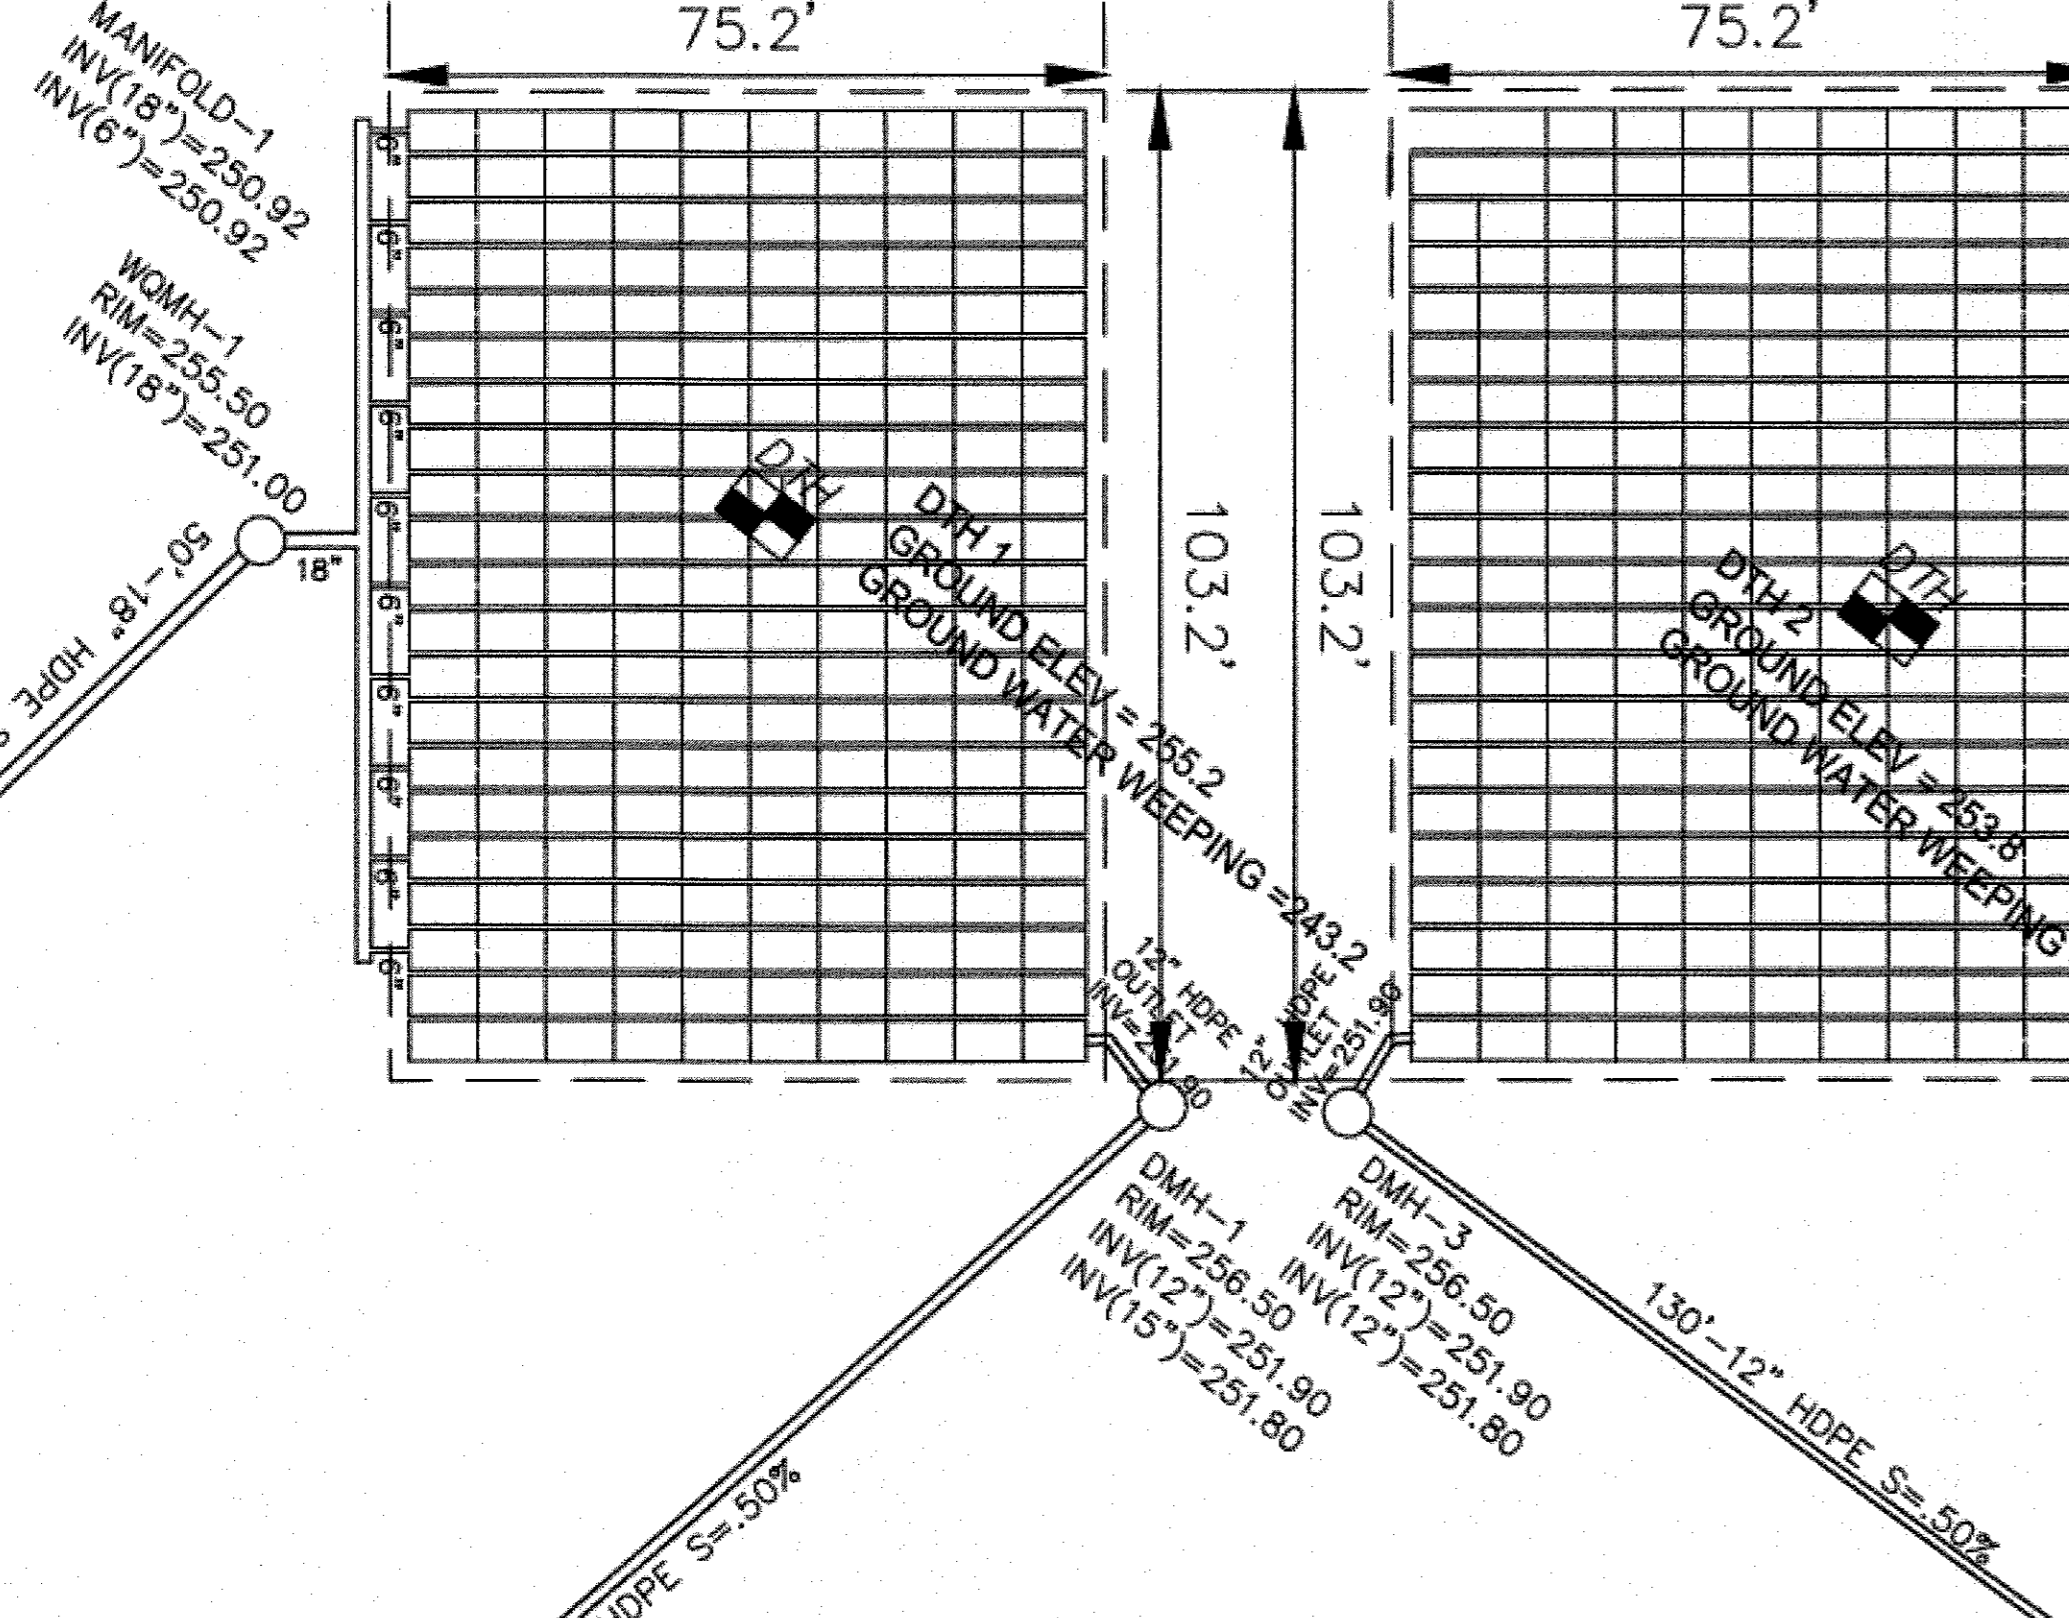 75.2'
75.2'
MANIFOLD-1
INV(18")=250.92
INV(6")=250.92
WQMH-1
RIM=255.50
INV(18")=251.00
50'-18" HDPE
18"
6"
6"
6"
6"
6"
6"
6"
6"
6"
6"
DTH
DTH 1
GROUND ELEV = 255.2
GROUND WATER WEEPING =243.2
103.2'
103.2'
DTH
DTH 2
GROUND ELEV = 253.8
GROUND WATER WEEPING
12" HDPE
OUTLET
INV=251.90
12" HDPE
OUTLET
INV=251.90
DMH-1
RIM=256.50
INV(12")=251.90
INV(15")=251.80
DMH-3
RIM=256.50
INV(12")=251.90
INV(12")=251.80
130'-12" HDPE S=.50%
HDPE S=.50%